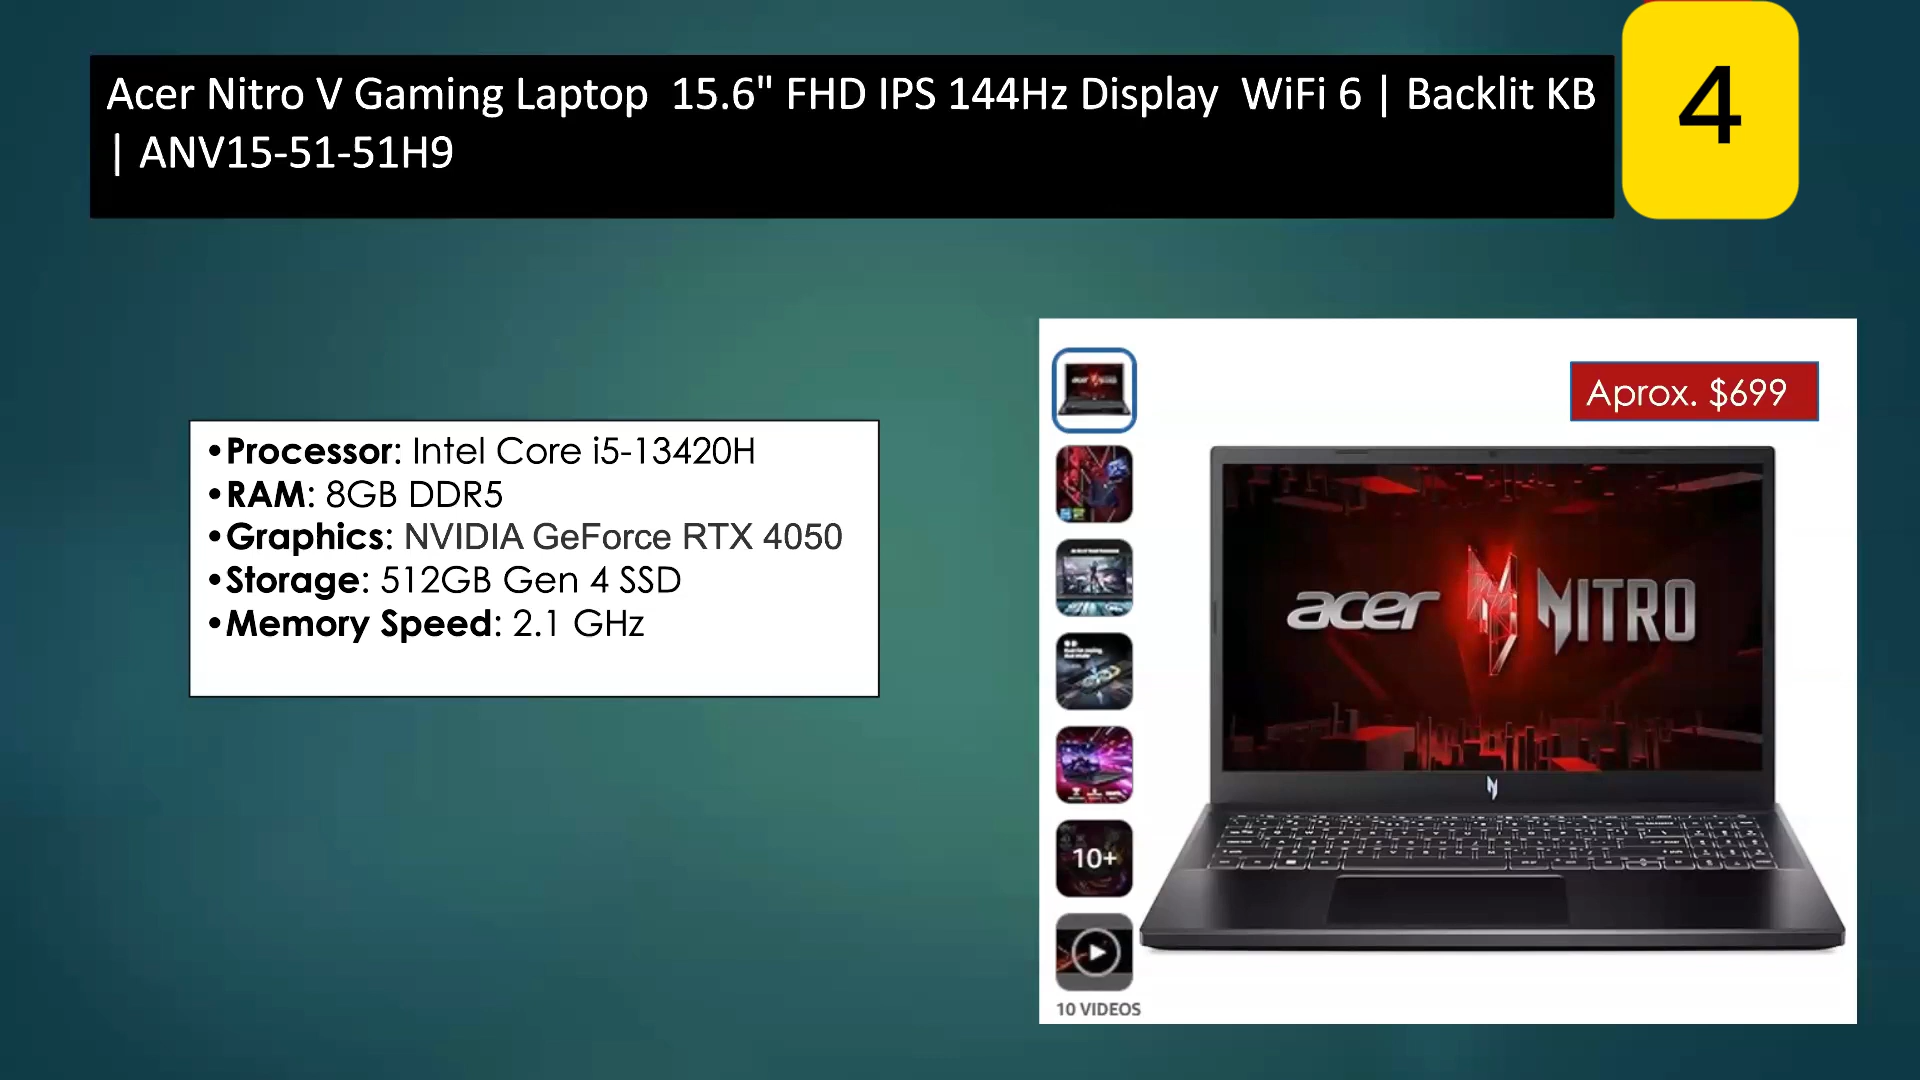 Acer Nitro V Gaming Laptop  15.6" FHD IPS 144Hz Display  WiFi 6 | Backlit KB
| ANV15-51-51H9
4
•Processor: Intel Core i5-13420H
•RAM: 8GB DDR5
•Graphics: NVIDIA GeForce RTX 4050
•Storage: 512GB Gen 4 SSD
•Memory Speed: 2.1 GHz
Aprox. $699
acer NITRO
10+
10 VIDEOS